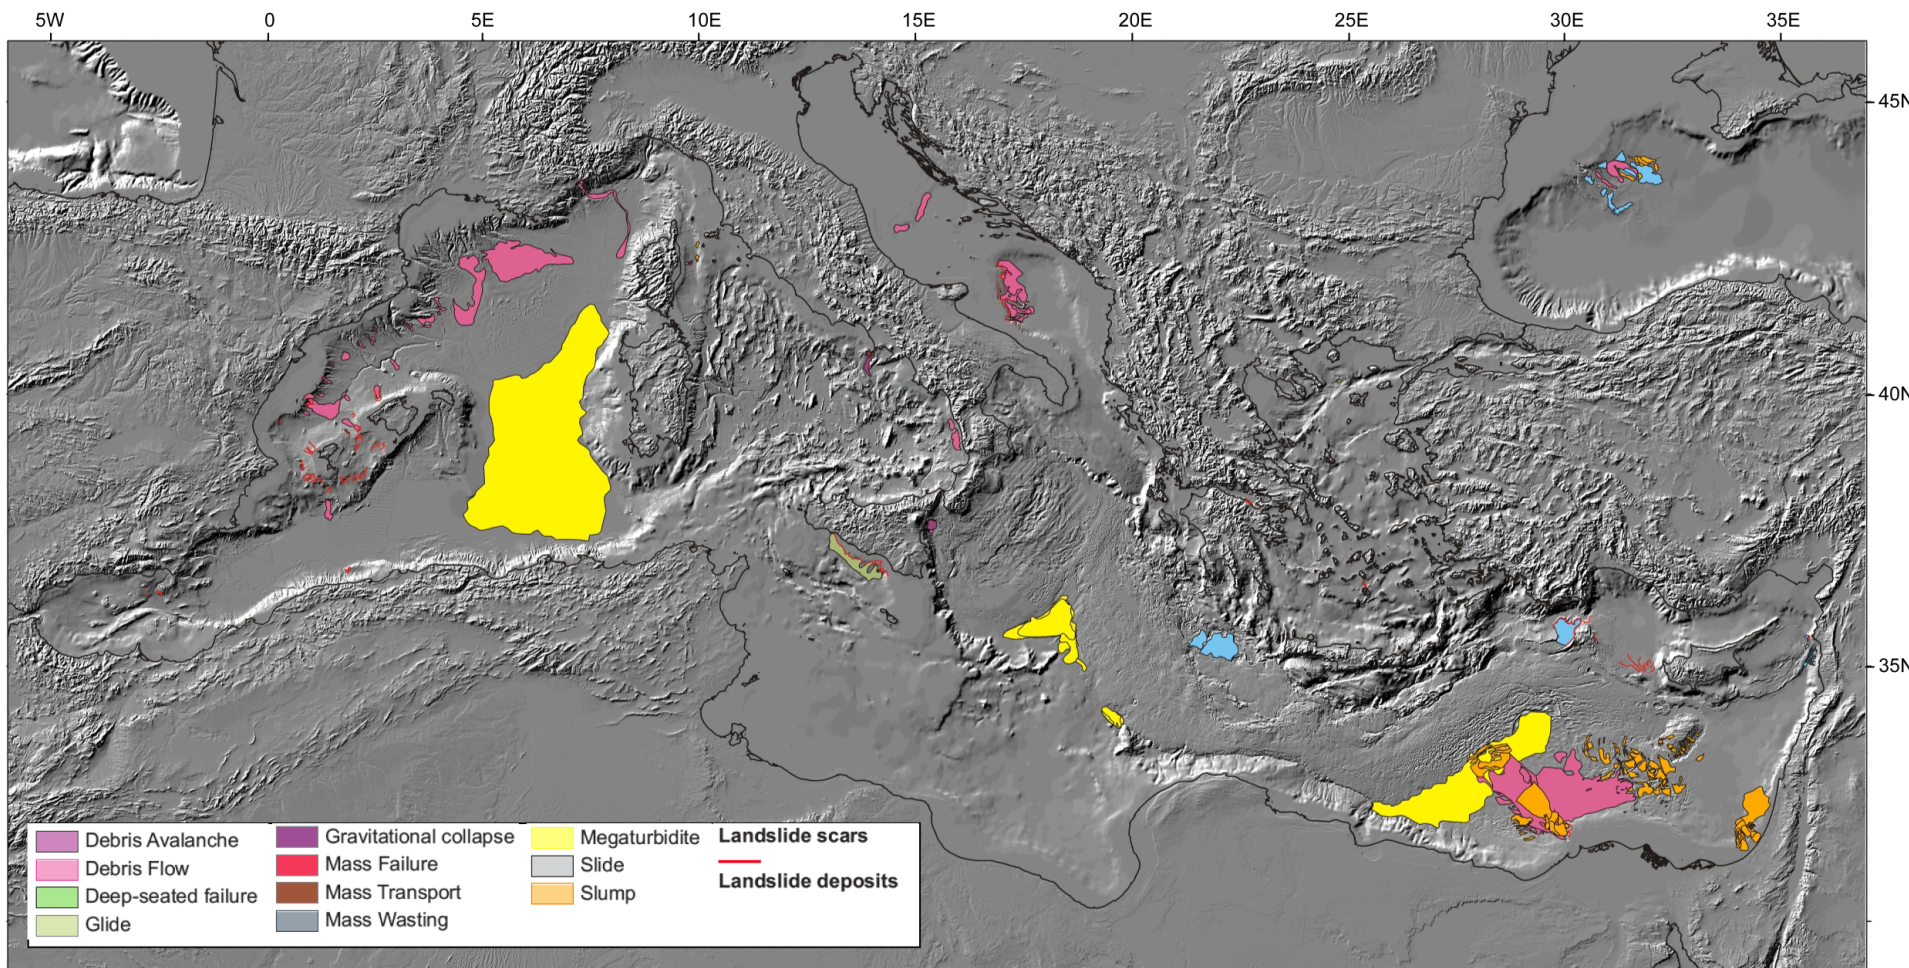 5W 0 5E 10E 15E 20E 25E 30E 35E
45N
40N
35N
Debris Avalanche
Debris Flow
Deep-seated failure
Glide
Gravitational collapse
Mass Failure
Mass Transport
Mass Wasting
Megaturbidite
Slide
Slump
Landslide scars
Landslide deposits